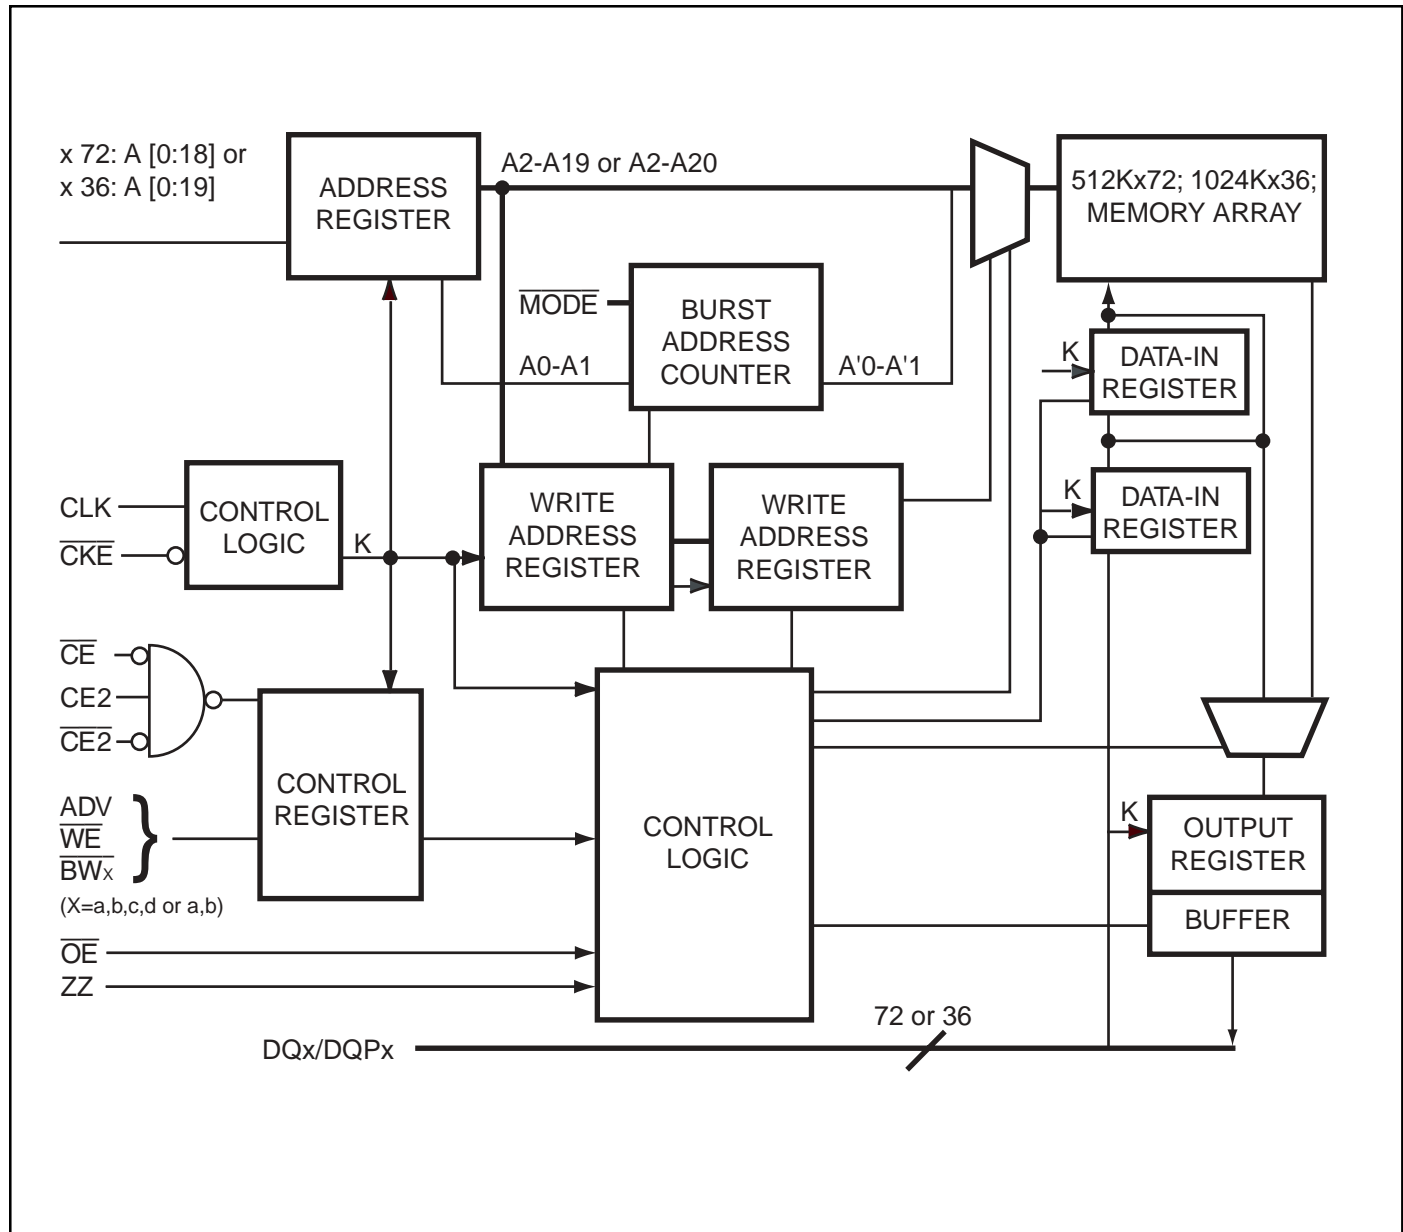 x 72: A [0:18] or
x 36: A [0:19]
ADDRESS
REGISTER
A2-A19 or A2-A20
512Kx72; 1024Kx36;
MEMORY ARRAY
MODE
BURST
ADDRESS
COUNTER
A0-A1
A'0-A'1
K
DATA-IN
REGISTER
K
DATA-IN
REGISTER
CLK
CKE
CONTROL
LOGIC
K
WRITE
ADDRESS
REGISTER
WRITE
ADDRESS
REGISTER
CE
CE2
CE2
ADV
WE
BWX
(X=a,b,c,d or a,b)
CONTROL
REGISTER
CONTROL
LOGIC
K
OUTPUT
REGISTER
BUFFER
OE
ZZ
72 or 36
DQx/DQPx